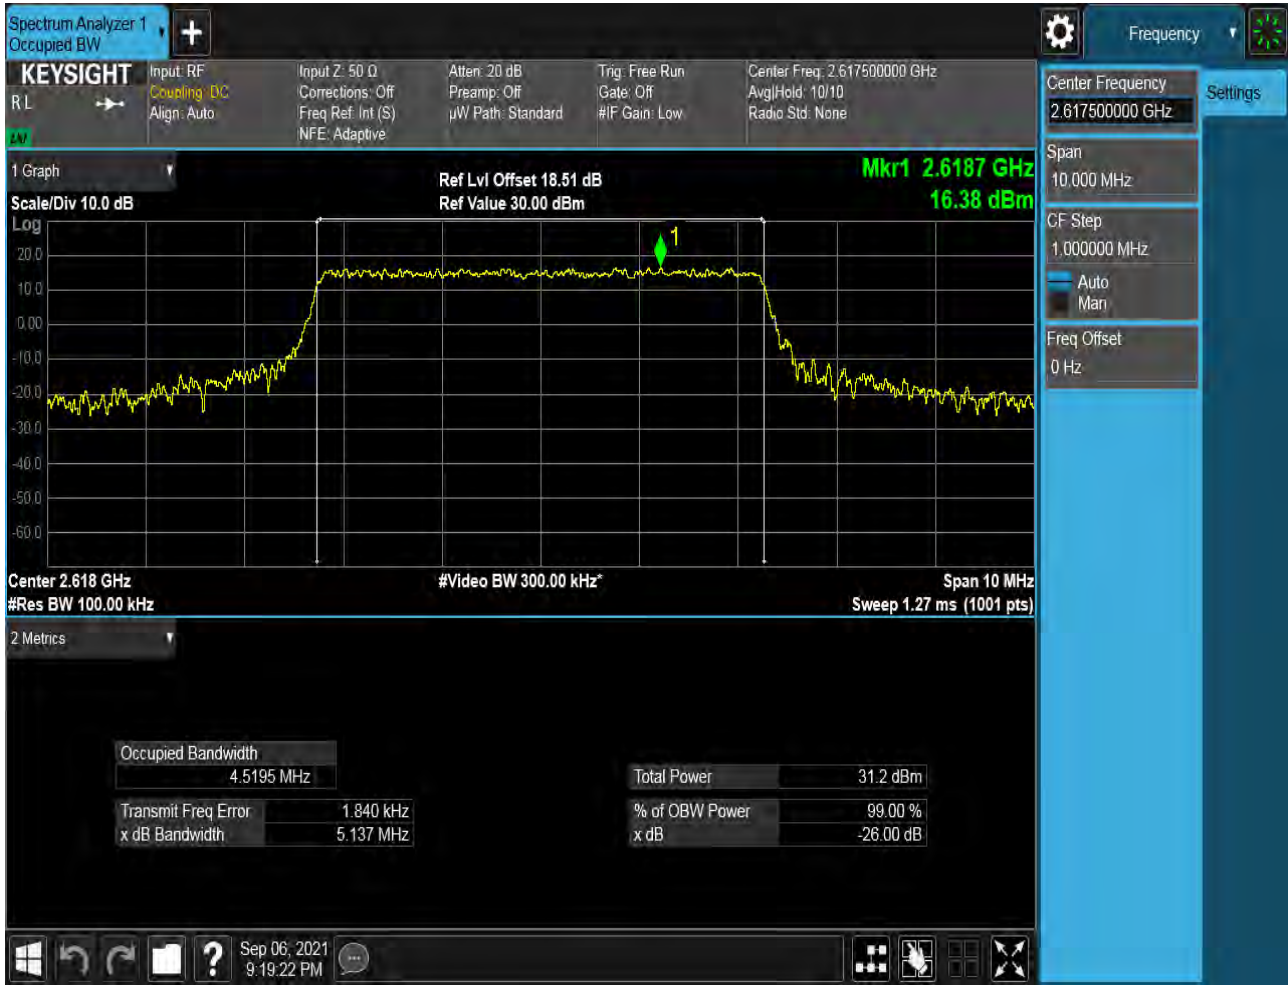 Spectrum Analyzer 1
Occupied BW
Frequency
KEYSIGHT
R L
Input: RF
Coupling: DC
Align: Auto
Input Z: 50 Ω
Corrections: Off
Freq Ref: Int (S)
NFE: Adaptive
Atten: 20 dB
Preamp: Off
µW Path: Standard
Trig: Free Run
Gate: Off
#IF Gain: Low
Center Freq: 2.617500000 GHz
Avg|Hold: 10/10
Radio Std: None
Center Frequency
2.617500000 GHz
Settings
Span
10.000 MHz
CF Step
1.000000 MHz
Auto
Man
Freq Offset
0 Hz
1 Graph
Scale/Div 10.0 dB
Ref Lvl Offset 18.51 dB
Ref Value 30.00 dBm
Mkr1 2.6187 GHz
16.38 dBm
Log
1
20.0
10.0
0.00
-10.0
-20.0
-30.0
-40.0
-50.0
-60.0
Center 2.618 GHz
#Video BW 300.00 kHz*
Span 10 MHz
#Res BW 100.00 kHz
Sweep 1.27 ms (1001 pts)
2 Metrics
Occupied Bandwidth
4.5195 MHz
Total Power 31.2 dBm
Transmit Freq Error 1.840 kHz
% of OBW Power 99.00 %
x dB Bandwidth 5.137 MHz
x dB -26.00 dB
?
Sep 06, 2021
9:19:22 PM